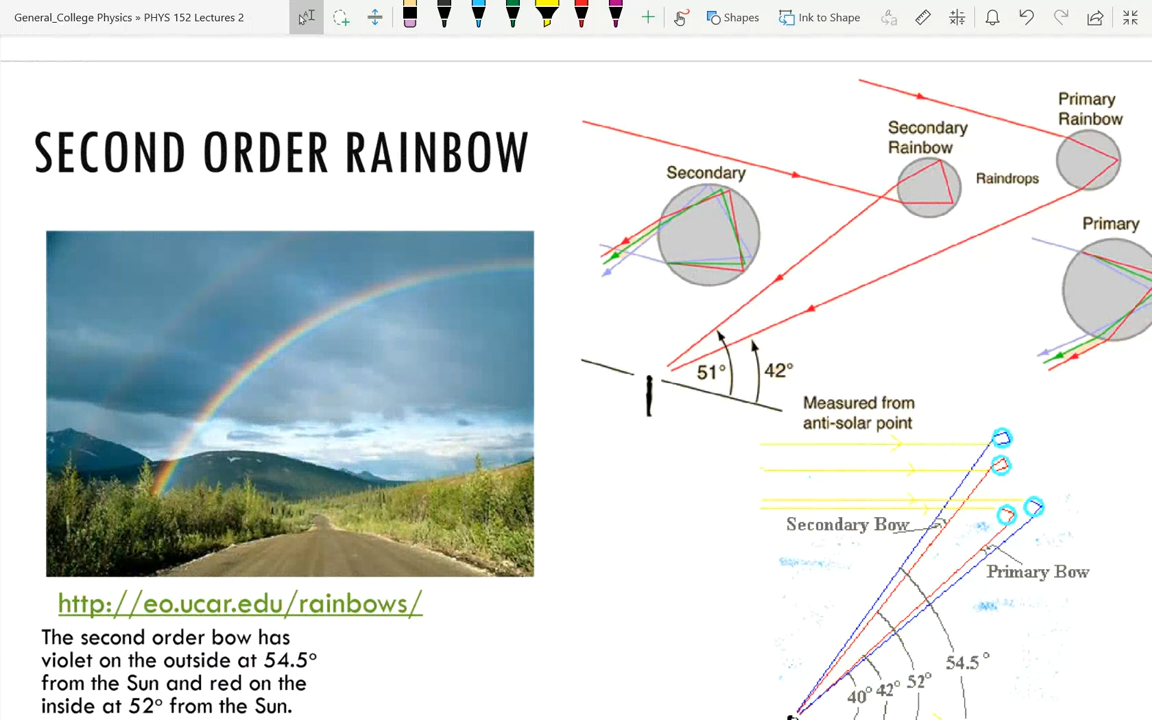 General_College Physics » PHYS 152 Lectures 2
Shapes
Ink to Shape
SECOND ORDER RAINBOW
http://eo.ucar.edu/rainbows/
The second order bow has
violet on the outside at 54.5°
from the Sun and red on the
inside at 52° from the Sun.
Primary
Rainbow
Secondary
Rainbow
Raindrops
Secondary
Primary
51°
42°
Measured from
anti-solar point
Secondary Bow
Primary Bow
54.5°
52°
42°
40°